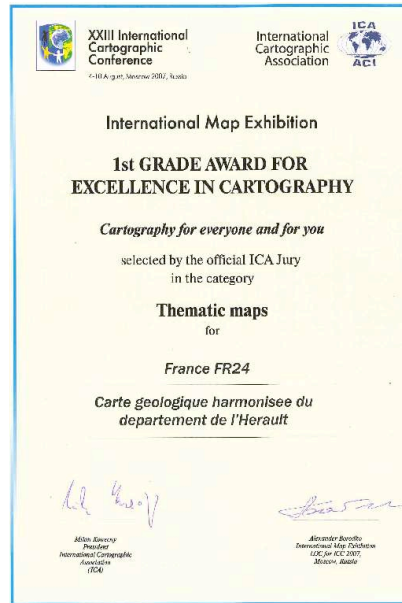 XXIII International
Cartographic
Conference
4-10 August, Moscow 2007, Russia
International
Cartographic
Association
ICA
ACI
International Map Exhibition
1st GRADE AWARD FOR
EXCELLENCE IN CARTOGRAPHY
Cartography for everyone and for you
selected by the official ICA Jury
in the category
Thematic maps
for
France FR24
Carte geologique harmonisee du
departement de l'Herault
Milan Konecny
President
International Cartographic
Association
(ICA)
Alexander Borodko
International Map Exhibition
LOC for ICC 2007,
Moscow, Russia